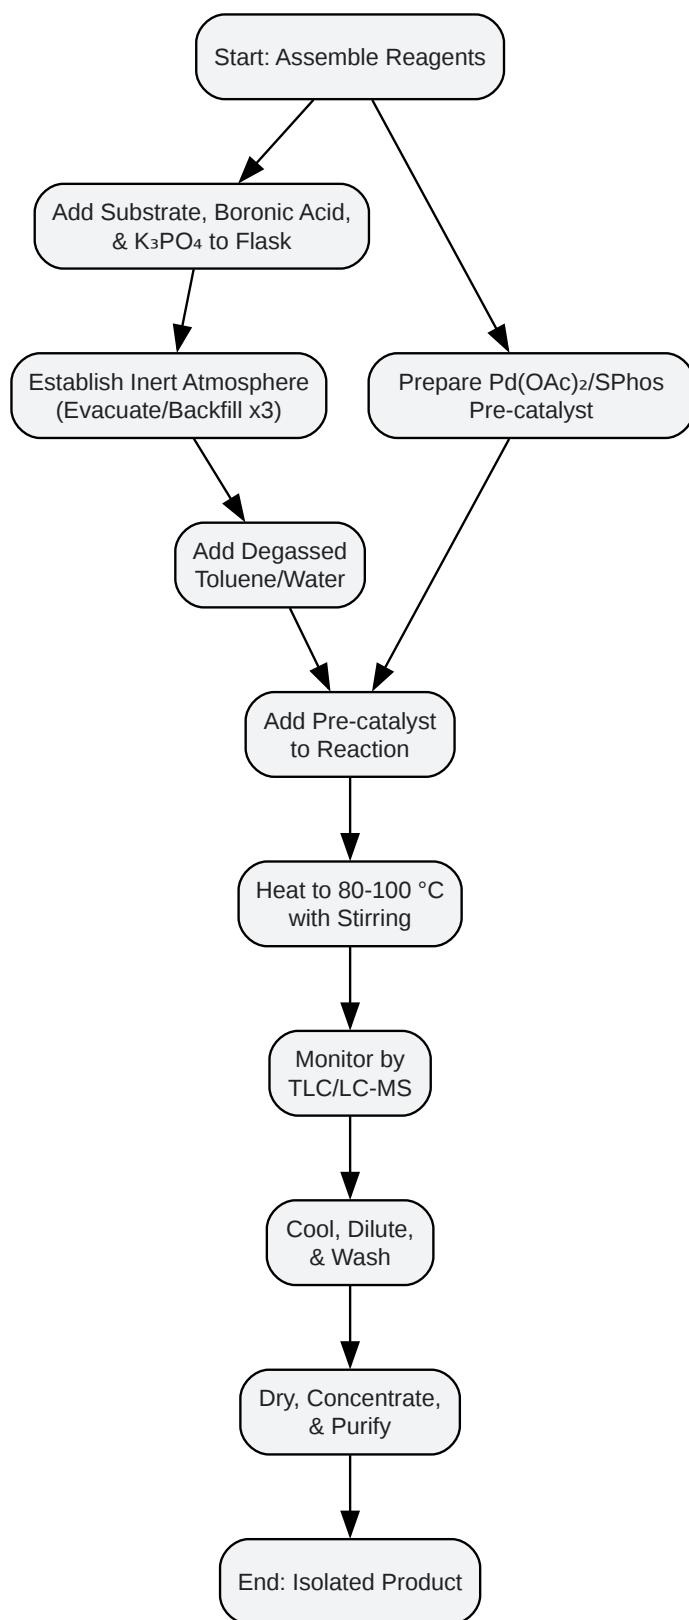 Start: Assemble Reagents
Add Substrate, Boronic Acid,
& K₃PO₄ to Flask
Establish Inert Atmosphere
(Evacuate/Backfill x3)
Prepare Pd(OAc)₂/SPhos
Pre-catalyst
Add Degassed
Toluene/Water
Add Pre-catalyst
to Reaction
Heat to 80-100 °C
with Stirring
Monitor by
TLC/LC-MS
Cool, Dilute,
& Wash
Dry, Concentrate,
& Purify
End: Isolated Product